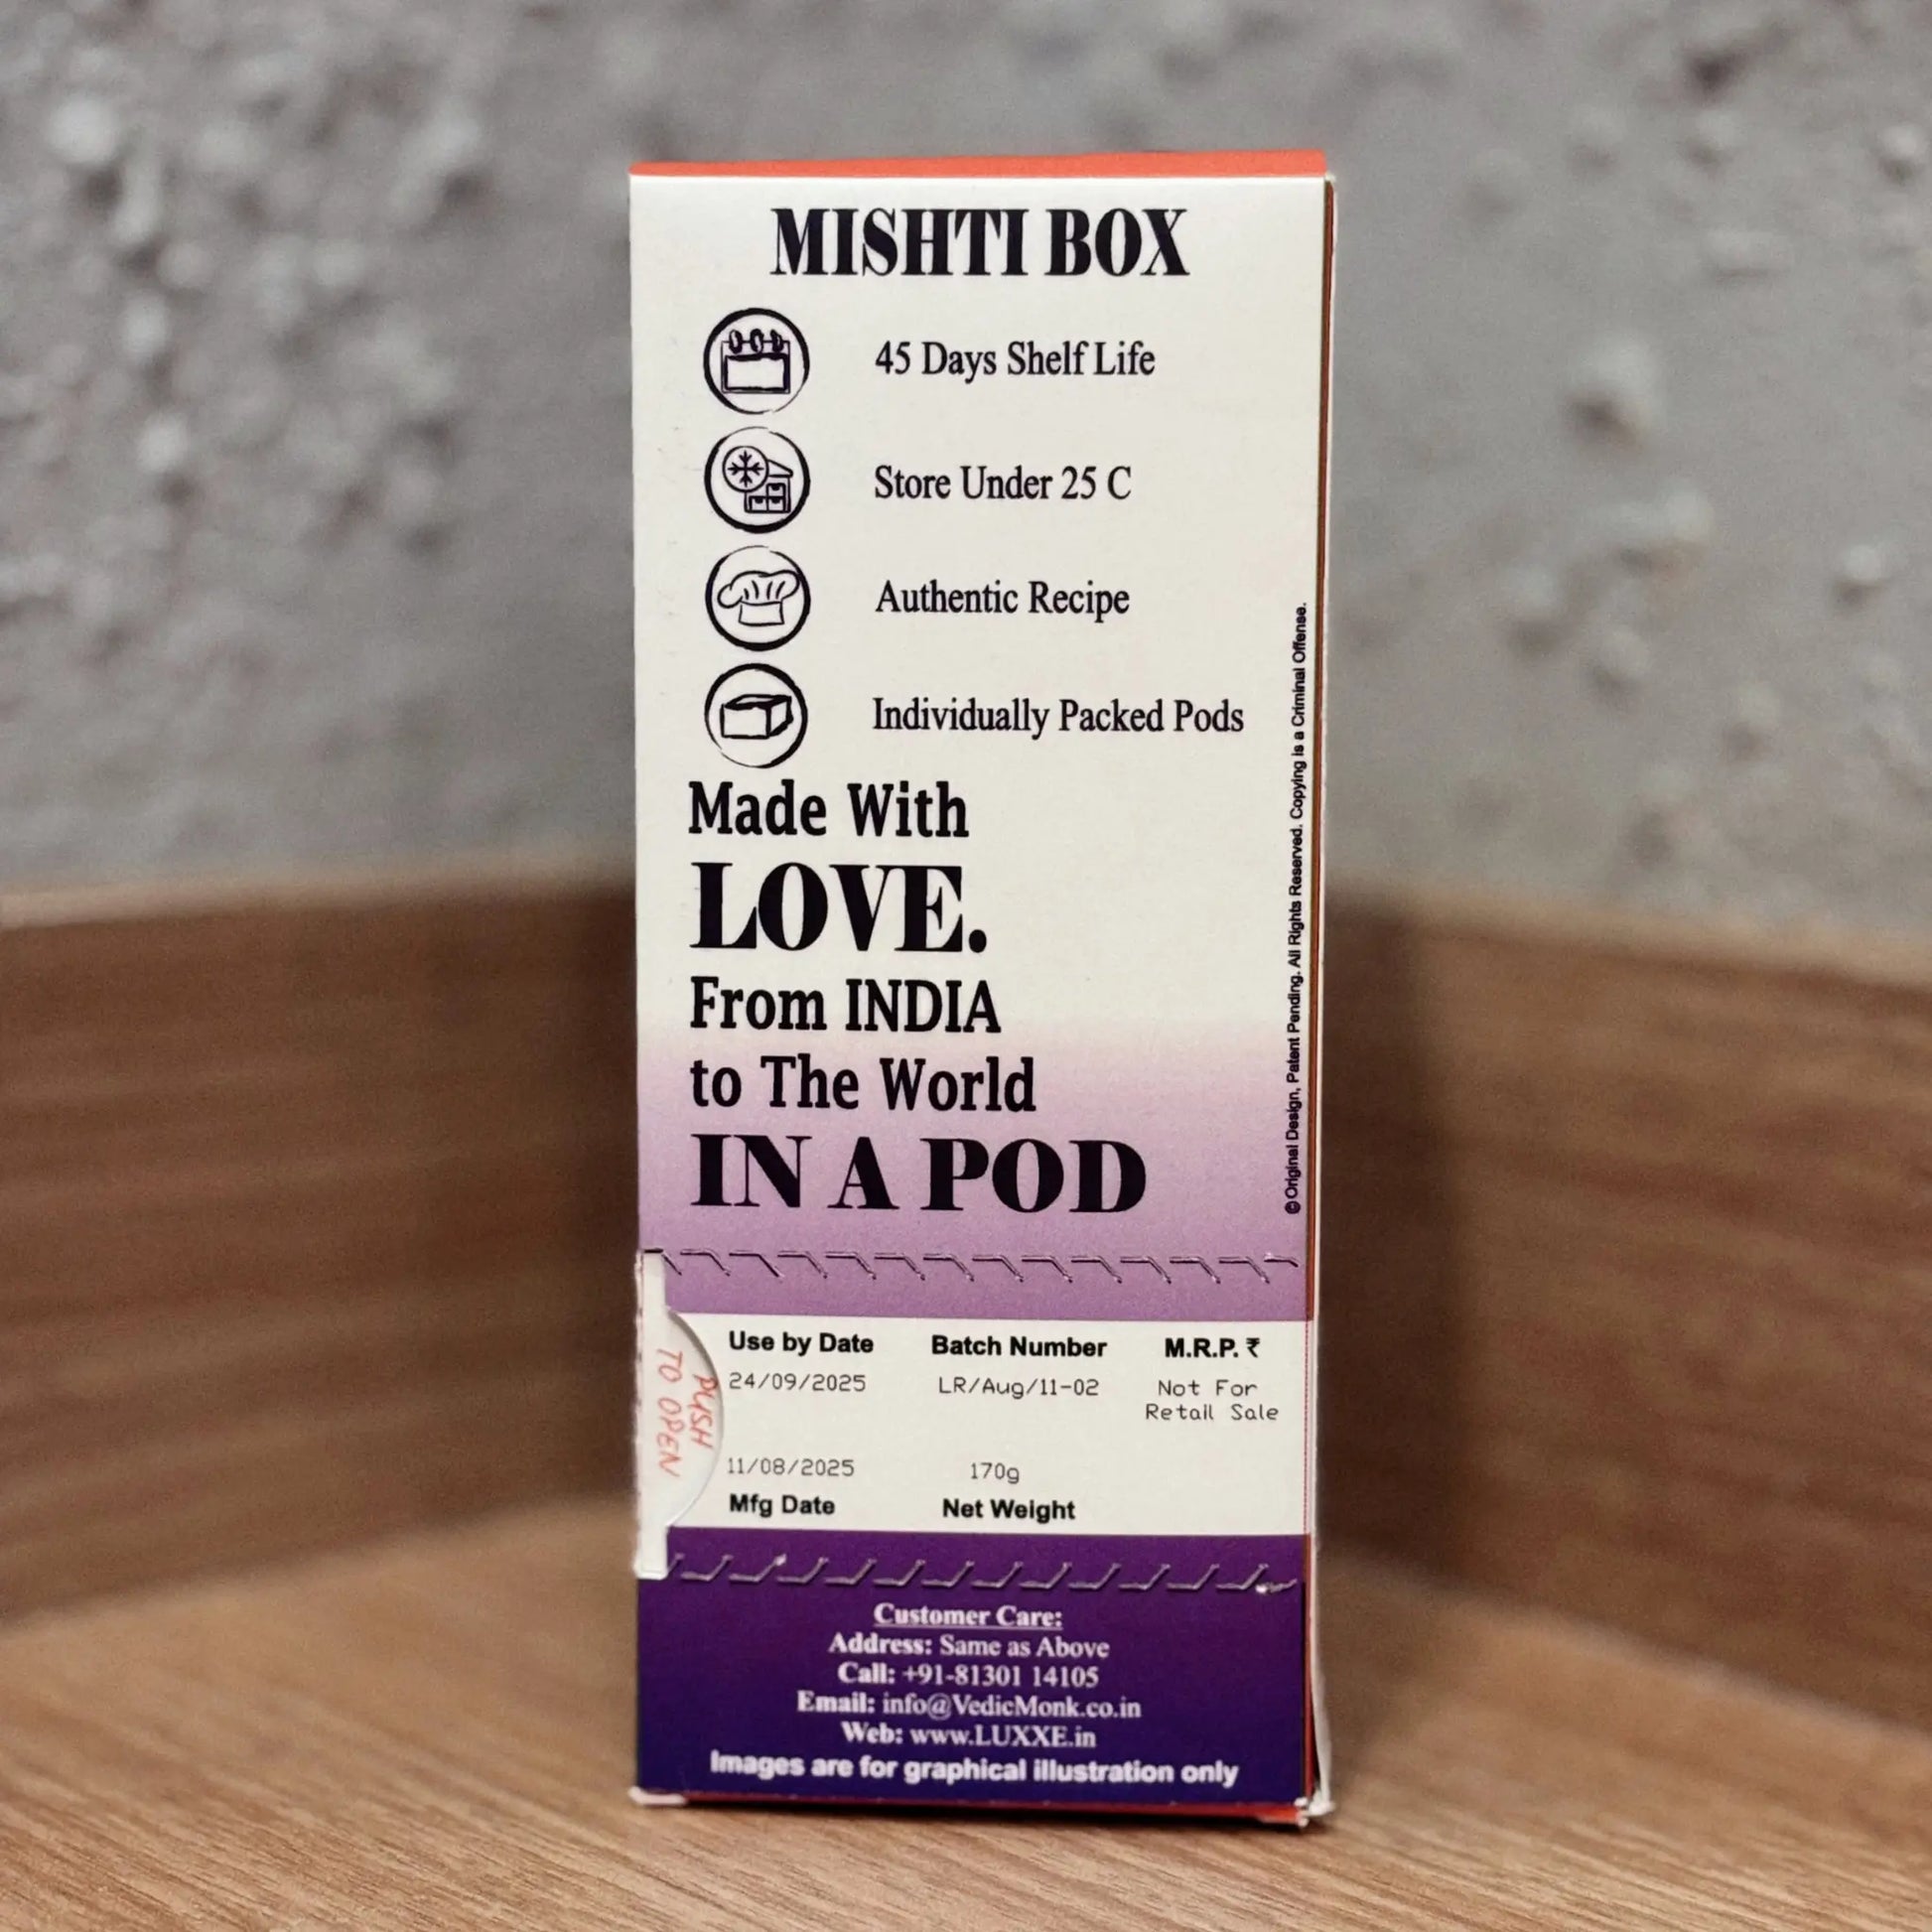 MISHTI BOX
45 Days Shelf Life
Store Under 25 C
Authentic Recipe
Individually Packed Pods
Made With
LOVE.
From INDIA
to The World
IN A POD
© Original Design, Patent Pending. All Rights Reserved. Copying is a Criminal Offense.
PUSH
TO OPEN
Use by Date Batch Number M.R.P. ₹
24/09/2025 LR/Aug/11-02 Not For
Retail Sale
11/08/2025 170g
Mfg Date Net Weight
Customer Care:
Address: Same as Above
Call: +91-81301 14105
Email: info@VedicMonk.co.in
Web: www.LUXXE.in
Images are for graphical illustration only